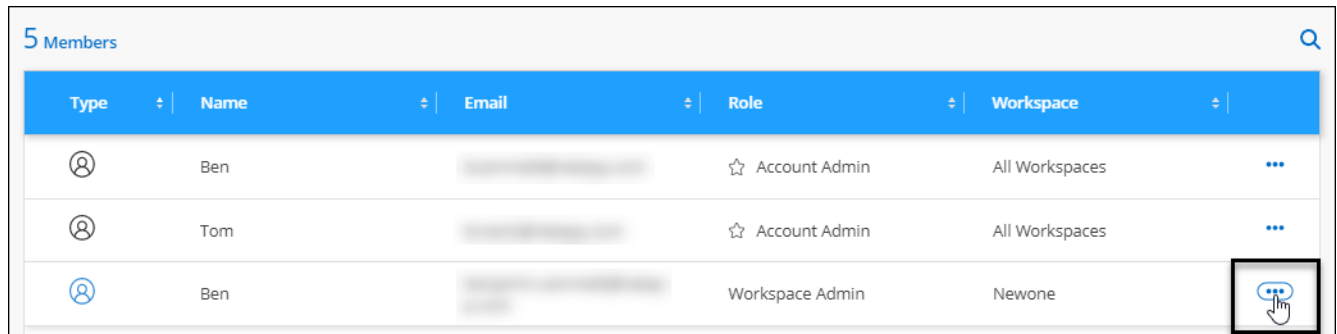 5 Members
Type Name Email Role Workspace
Ben Account Admin All Workspaces
Tom Account Admin All Workspaces
Ben Workspace Admin Newone